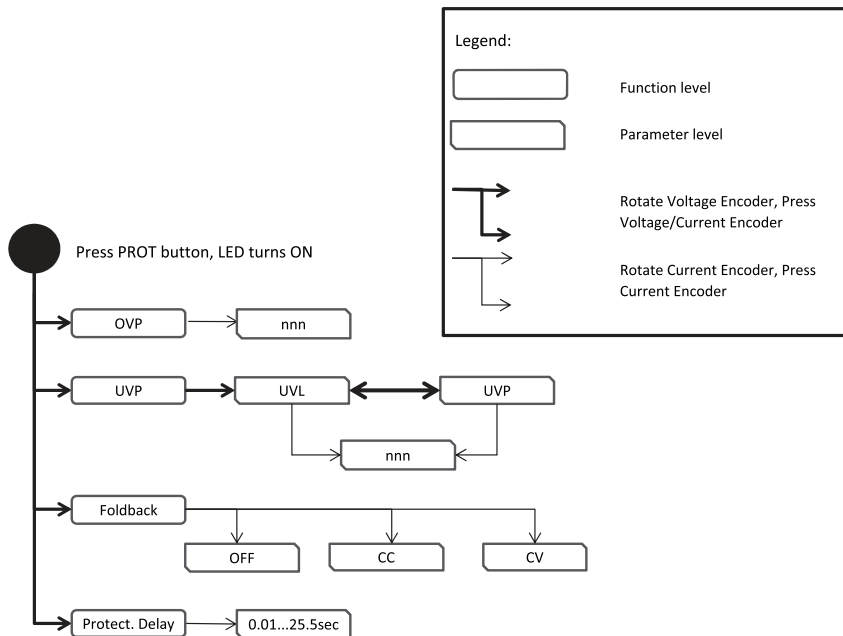 Legend:
Function level
Parameter level
Rotate Voltage Encoder, Press
Voltage/Current Encoder
Rotate Current Encoder, Press
Current Encoder
Press PROT button, LED turns ON
OVP
nnn
UVP
UVL
UVP
nnn
Foldback
OFF
CC
CV
Protect. Delay
0.01...25.5sec